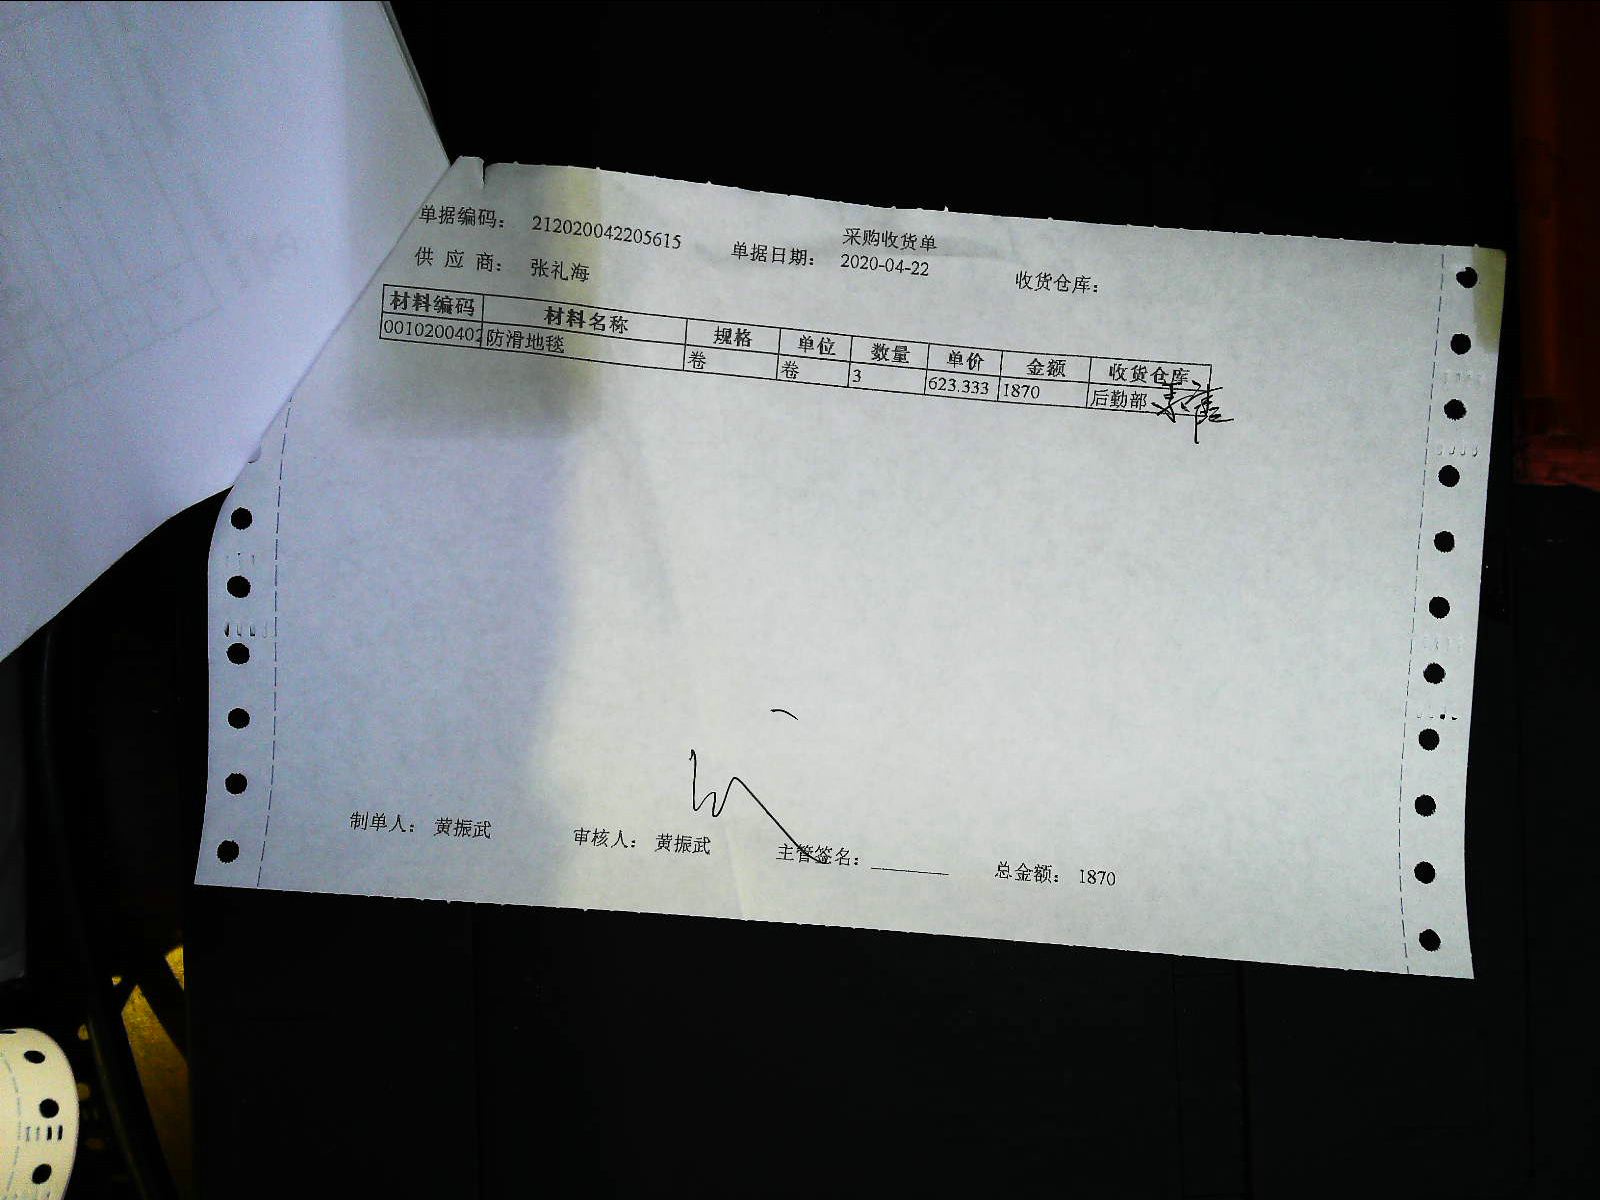 采购收货单
单据编码： 212020042205615 单据日期： 2020-04-22 收货仓库：
供 应 商： 张礼海
材料编码 材料名称 规格 单位 数量 单价 金额 收货仓库
0010200402 防滑地毯 卷 卷 3 623.333 1870 后勤部
制单人： 黄振武 审核人： 黄振武 主管签名： 总金额： 1870